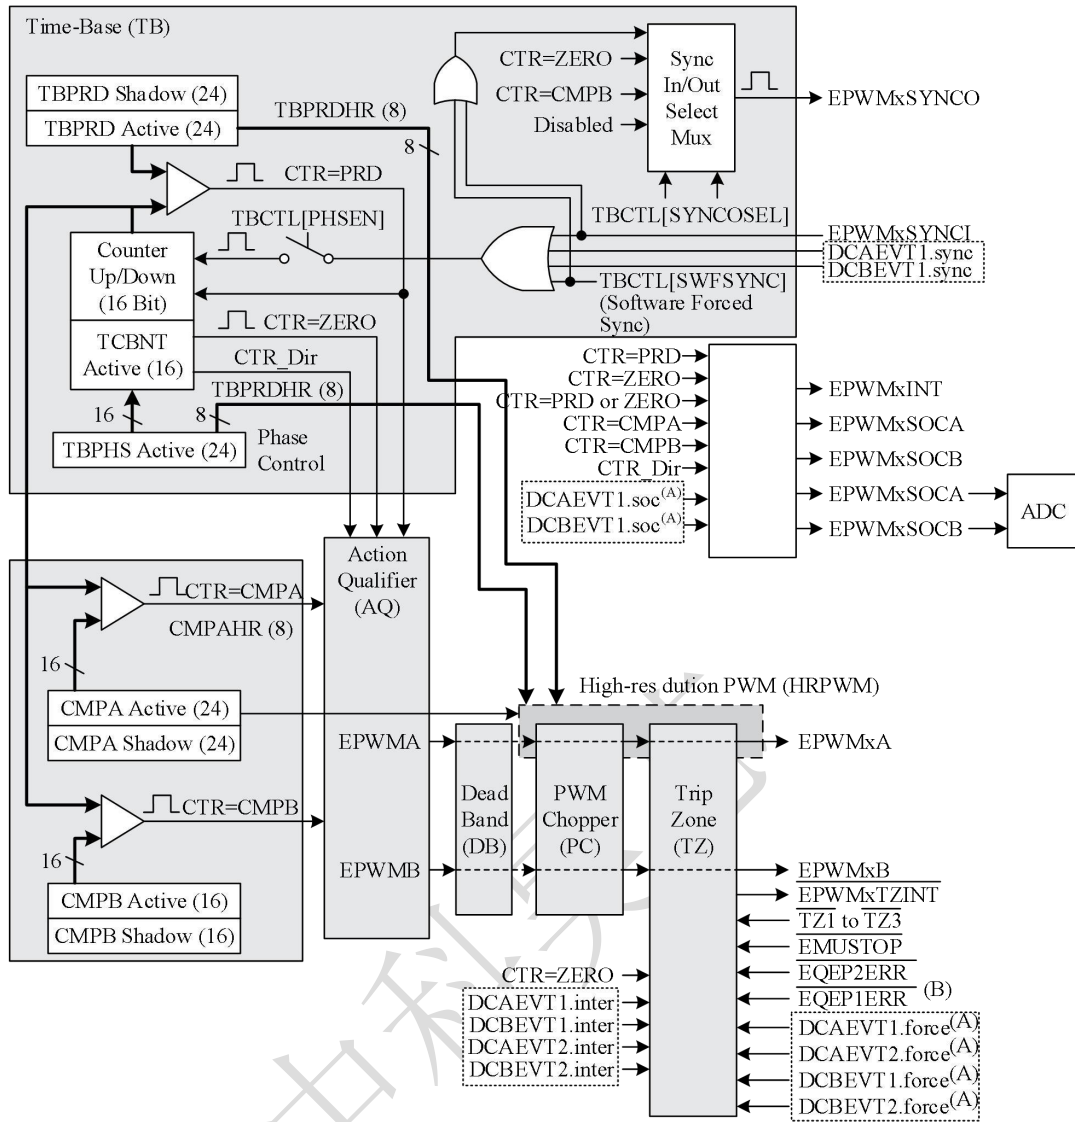 Time-Base (TB)
TBPRD Shadow (24)
TBPRD Active (24)
TBPRDHR (8)
8
CTR=PRD
CTR=ZERO
CTR=CMPB
Disabled
Sync
In/Out
Select
Mux
EPWMxSYNCO
TBCTL[SYNCOSEL]
TBCTL[PHSEN]
Counter
Up/Down
(16 Bit)
TCBNT
Active (16)
CTR=ZERO
CTR_Dir
TBPRDHR (8)
16
8
TBPHS Active (24)
Phase
Control
EPWMxSYNCI
DCAEVT1.sync
DCBEVT1.sync
TBCTL[SWFSYNC]
(Software Forced
Sync)
CTR=PRD
CTR=ZERO
CTR=PRD or ZERO
CTR=CMPA
CTR=CMPB
CTR_Dir
DCAEVT1.soc(A)
DCBEVT1.soc(A)
EPWMxINT
EPWMxSOCA
EPWMxSOCB
EPWMxSOCA
EPWMxSOCB
ADC
Action
Qualifier
(AQ)
CTR=CMPA
CMPAHR (8)
16
CMPA Active (24)
CMPA Shadow (24)
CTR=CMPB
16
CMPB Active (16)
CMPB Shadow (16)
High-res dution PWM (HRPWM)
EPWMA
EPWMB
Dead
Band
(DB)
PWM
Chopper
(PC)
Trip
Zone
(TZ)
EPWMxA
EPWMxB
EPWMxTZINT
TZ1 to TZ3
EMUSTOP
EQEP2ERR
EQEP1ERR (B)
DCAEVT1.force(A)
DCAEVT2.force(A)
DCBEVT1.force(A)
DCBEVT2.force(A)
CTR=ZERO
DCAEVT1.inter
DCBEVT1.inter
DCAEVT2.inter
DCBEVT2.inter